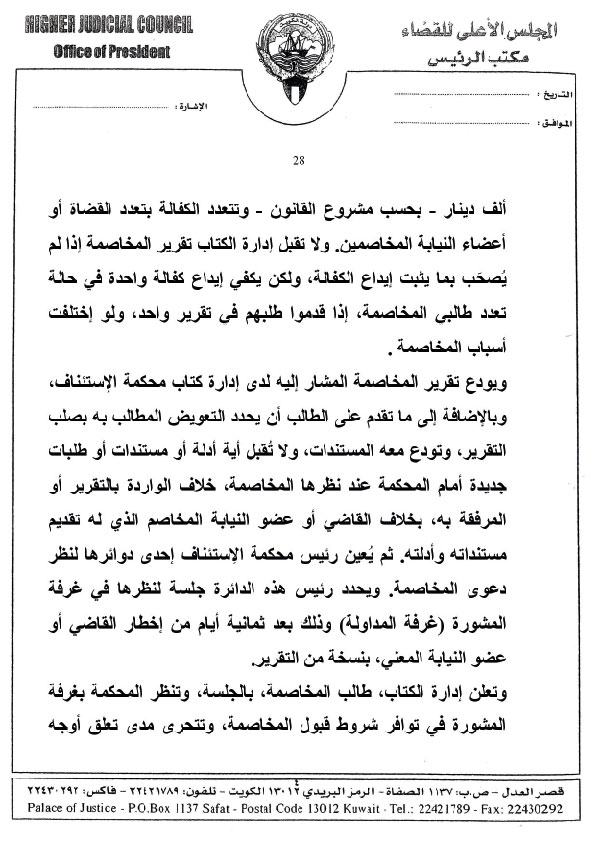 HIGHER JUDICIAL COUNCIL
Office of President
المجلس الأعلى للقضاء
مكتب الرئيس
التاريخ :
الموافق :
الإشارة :
28
ألف دينار - بحسب مشروع القانون - وتتعدد الكفالة بتعدد القضاة أو
أعضاء النيابة المخاصمين. ولا تقبل إدارة الكتاب تقرير المخاصمة إذا لم
يُصحَب بما يثبت إيداع الكفالة، ولكن يكفي إيداع كفالة واحدة في حالة
تعدد طالبي المخاصمة، إذا قدموا طلبهم في تقرير واحد، ولو إختلفت
أسباب المخاصمة .
ويودع تقرير المخاصمة المشار إليه لدى إدارة كتاب محكمة الإستئناف،
وبالإضافة إلى ما تقدم على الطالب أن يحدد التعويض المطالب به بصلب
التقرير، وتودع معه المستندات، ولا تُقبل أية أدلة أو مستندات أو طلبات
جديدة أمام المحكمة عند نظرها المخاصمة، خلاف الواردة بالتقرير أو
المرفقة به، بخلاف القاضي أو عضو النيابة المخاصم الذي له تقديم
مستنداته وأدلته. ثم يُعين رئيس محكمة الإستئناف إحدى دوائرها لنظر
دعوى المخاصمة. ويحدد رئيس هذه الدائرة جلسة لنظرها في غرفة
المشورة (غرفة المداولة) وذلك بعد ثمانية أيام من إخطار القاضي أو
عضو النيابة المعني، بنسخة من التقرير.
وتعلن إدارة الكتاب، طالب المخاصمة، بالجلسة، وتنظر المحكمة بغرفة
المشورة في توافر شروط قبول المخاصمة، وتتحرى مدى تعلق أوجه
قصر العدل - ص.ب: ١١٣٧ الصفاة - الرمز البريدي ١٣٠١٢ الكويت - تلفون: ٢٢٤٢١٧٨٩ - فاكس: ٢٢٤٣٠٢٩٢
Palace of Justice - P.O.Box 1137 Safat - Postal Code 13012 Kuwait - Tel.: 22421789 - Fax: 22430292